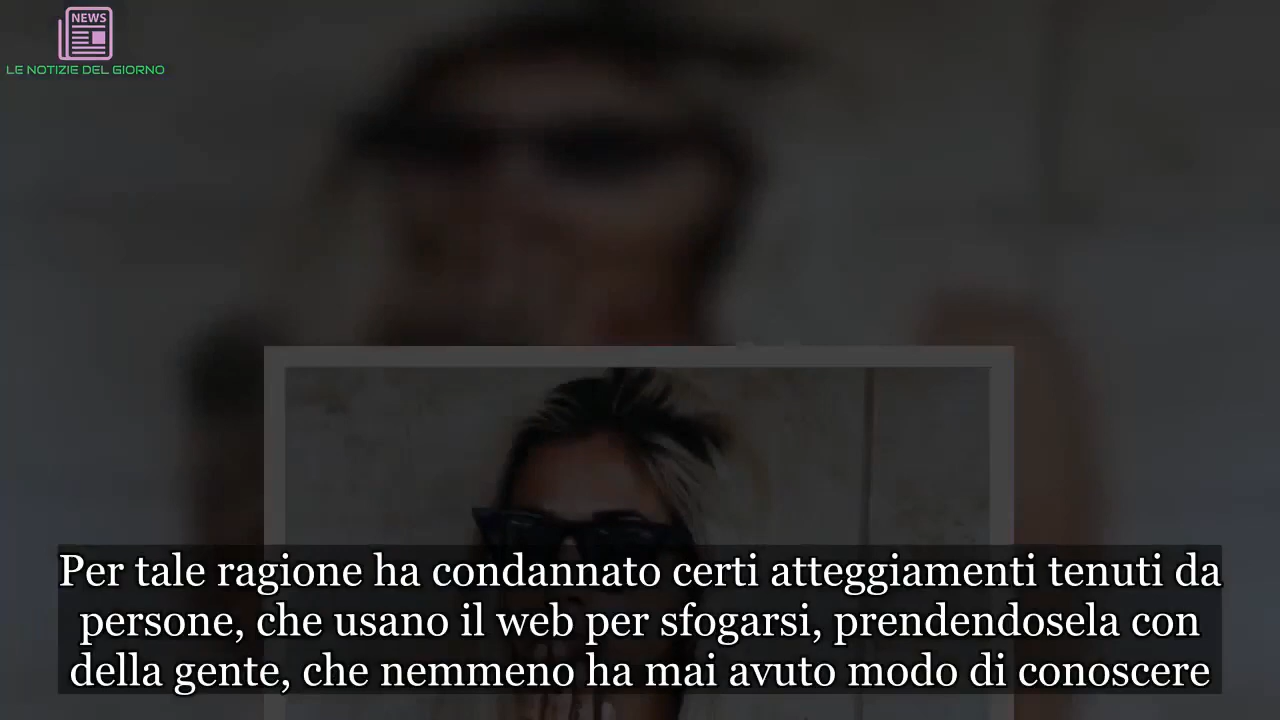 NEWS
LE NOTIZIE DEL GIORNO
Per tale ragione ha condannato certi atteggiamenti tenuti da
persone, che usano il web per sfogarsi, prendendosela con
della gente, che nemmeno ha mai avuto modo di conoscere